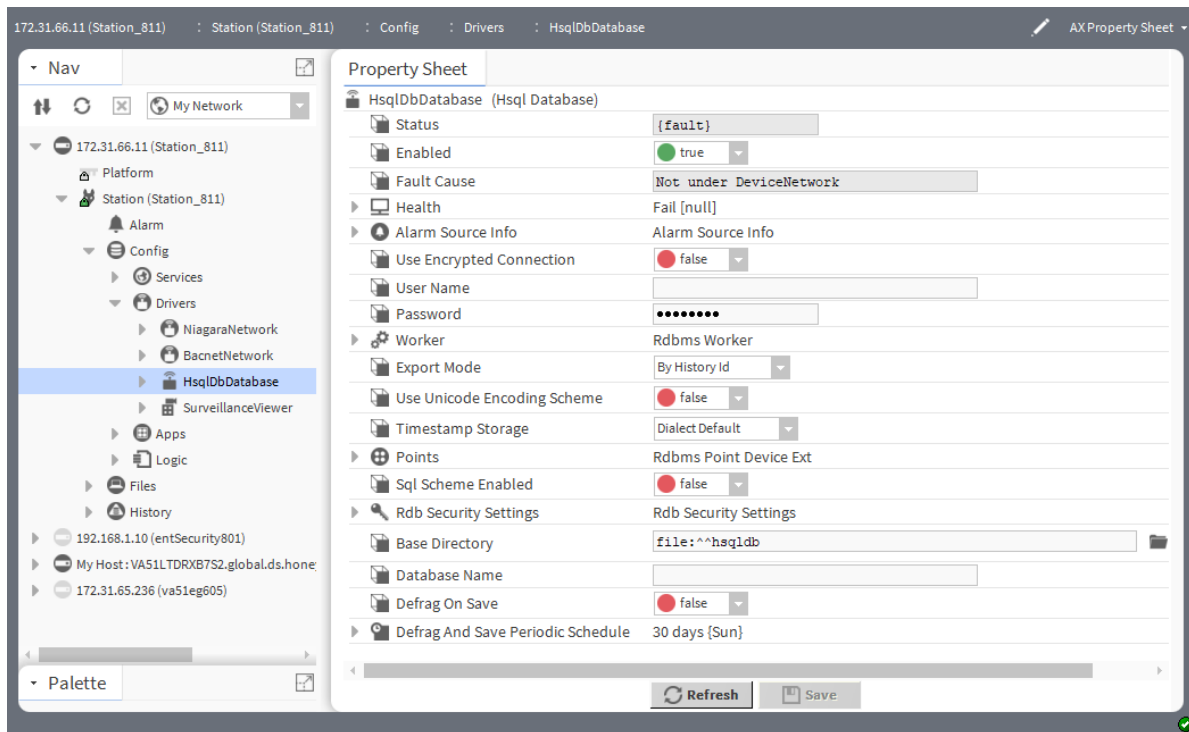 172.31.66.11 (Station_811) : Station (Station_811) : Config : Drivers : HsqlDbDatabase AX Property Sheet
Nav
My Network
172.31.66.11 (Station_811)
Platform
Station (Station_811)
Alarm
Config
Services
Drivers
NiagaraNetwork
BacnetNetwork
HsqlDbDatabase
SurveillanceViewer
Apps
Logic
Files
History
192.168.1.10 (entSecurity801)
My Host : VA51LTDRXB7S2.global.ds.hone
172.31.65.236 (va51eg605)
Palette
Property Sheet
HsqlDbDatabase (Hsql Database)
Status {fault}
Enabled true
Fault Cause Not under DeviceNetwork
Health Fail [null]
Alarm Source Info Alarm Source Info
Use Encrypted Connection false
User Name
Password ••••••••
Worker Rdbms Worker
Export Mode By History Id
Use Unicode Encoding Scheme false
Timestamp Storage Dialect Default
Points Rdbms Point Device Ext
Sql Scheme Enabled false
Rdb Security Settings Rdb Security Settings
Base Directory file:^^hsqldb
Database Name
Defrag On Save false
Defrag And Save Periodic Schedule 30 days {Sun}
Refresh Save